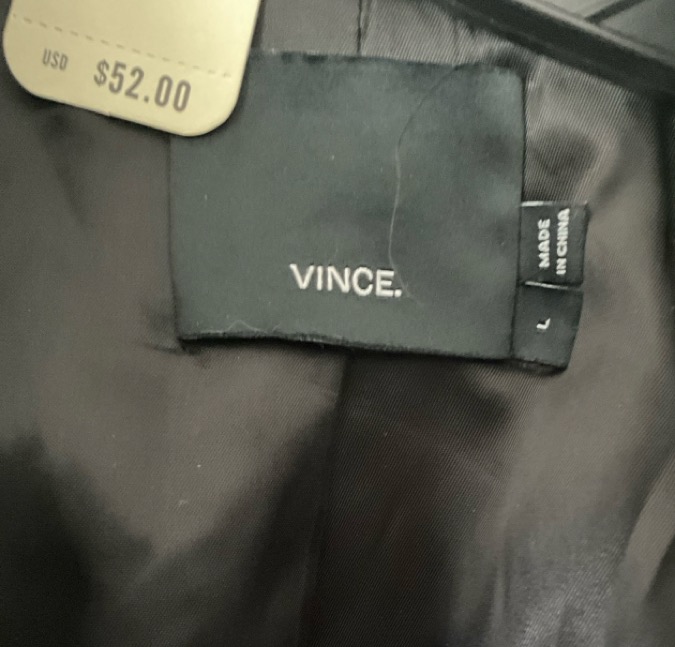 USD $52.00
VINCE.
MADE
IN CHINA
L